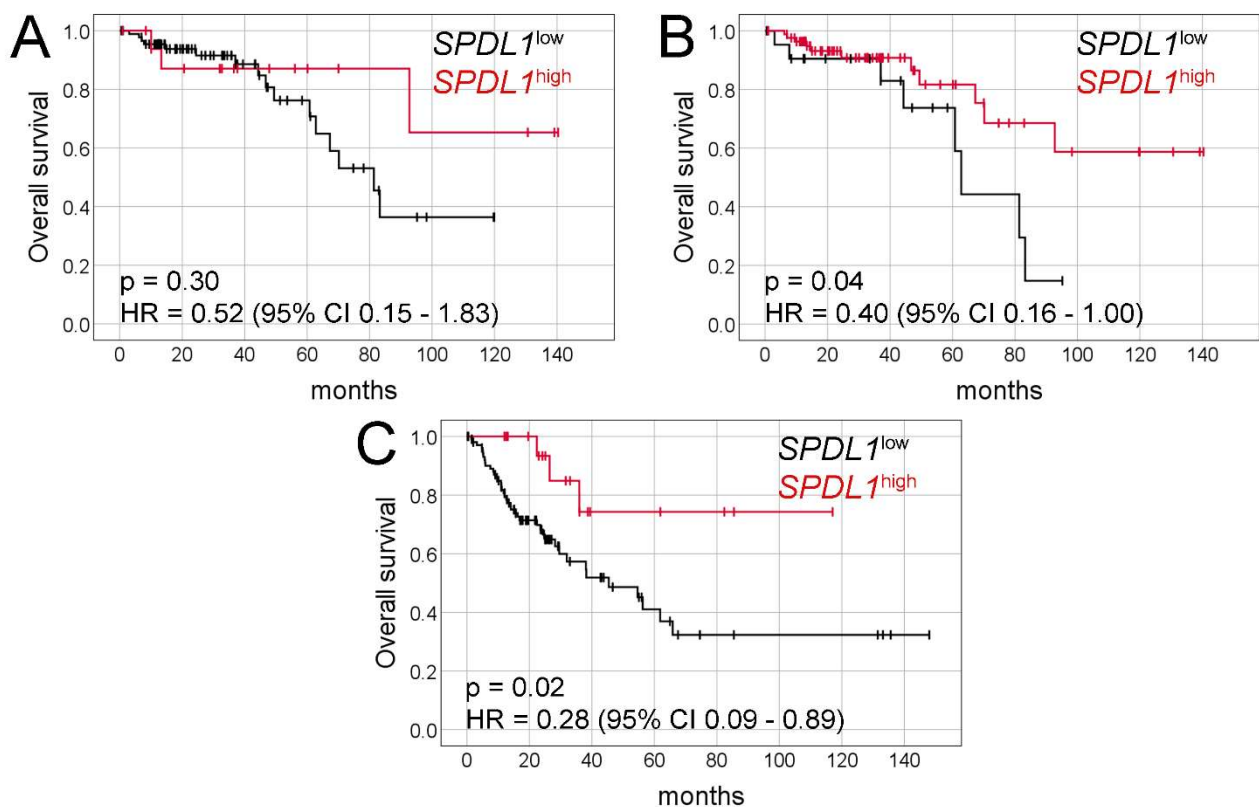 A
SPDL1low
SPDL1high
1.0
0.8
0.6
0.4
0.2
0.0
Overall survival
p = 0.30
HR = 0.52 (95% CI 0.15 - 1.83)
0 20 40 60 80 100 120 140
months
B
SPDL1low
SPDL1high
1.0
0.8
0.6
0.4
0.2
0.0
Overall survival
p = 0.04
HR = 0.40 (95% CI 0.16 - 1.00)
0 20 40 60 80 100 120 140
months
C
SPDL1low
SPDL1high
1.0
0.8
0.6
0.4
0.2
0.0
Overall survival
p = 0.02
HR = 0.28 (95% CI 0.09 - 0.89)
0 20 40 60 80 100 120 140
months